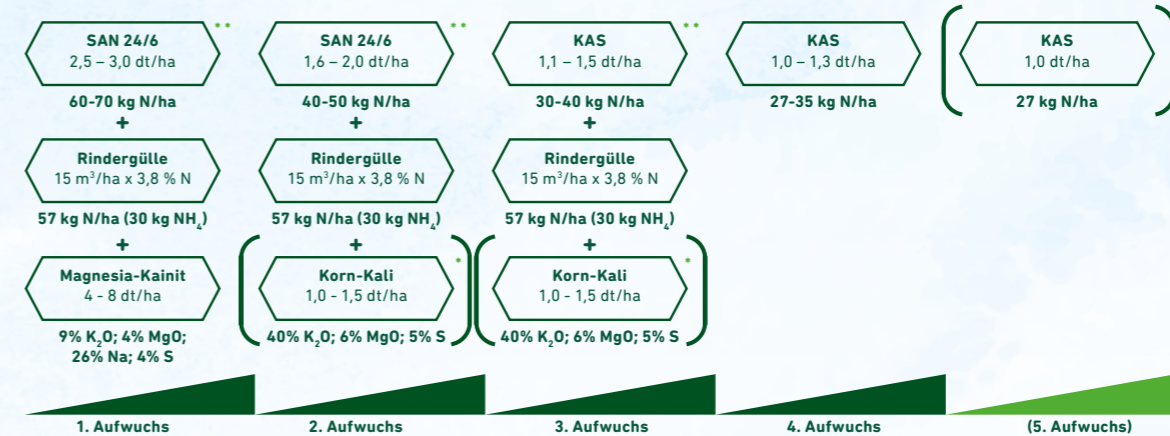 SAN 24/6
2,5 – 3,0 dt/ha
**
60-70 kg N/ha
+
Rindergülle
15 m³/ha x 3,8 % N
57 kg N/ha (30 kg NH₄)
+
Magnesia-Kainit
4 - 8 dt/ha
9% K₂O; 4% MgO;
26% Na; 4% S
1. Aufwuchs
SAN 24/6
1,6 – 2,0 dt/ha
**
40-50 kg N/ha
+
Rindergülle
15 m³/ha x 3,8 % N
57 kg N/ha (30 kg NH₄)
+
Korn-Kali
1,0 - 1,5 dt/ha
*
40% K₂O; 6% MgO; 5% S
2. Aufwuchs
KAS
1,1 – 1,5 dt/ha
**
30-40 kg N/ha
+
Rindergülle
15 m³/ha x 3,8 % N
57 kg N/ha (30 kg NH₄)
+
Korn-Kali
1,0 - 1,5 dt/ha
*
40% K₂O; 6% MgO; 5% S
3. Aufwuchs
KAS
1,0 – 1,3 dt/ha
27-35 kg N/ha
4. Aufwuchs
KAS
1,0 dt/ha
27 kg N/ha
(5. Aufwuchs)